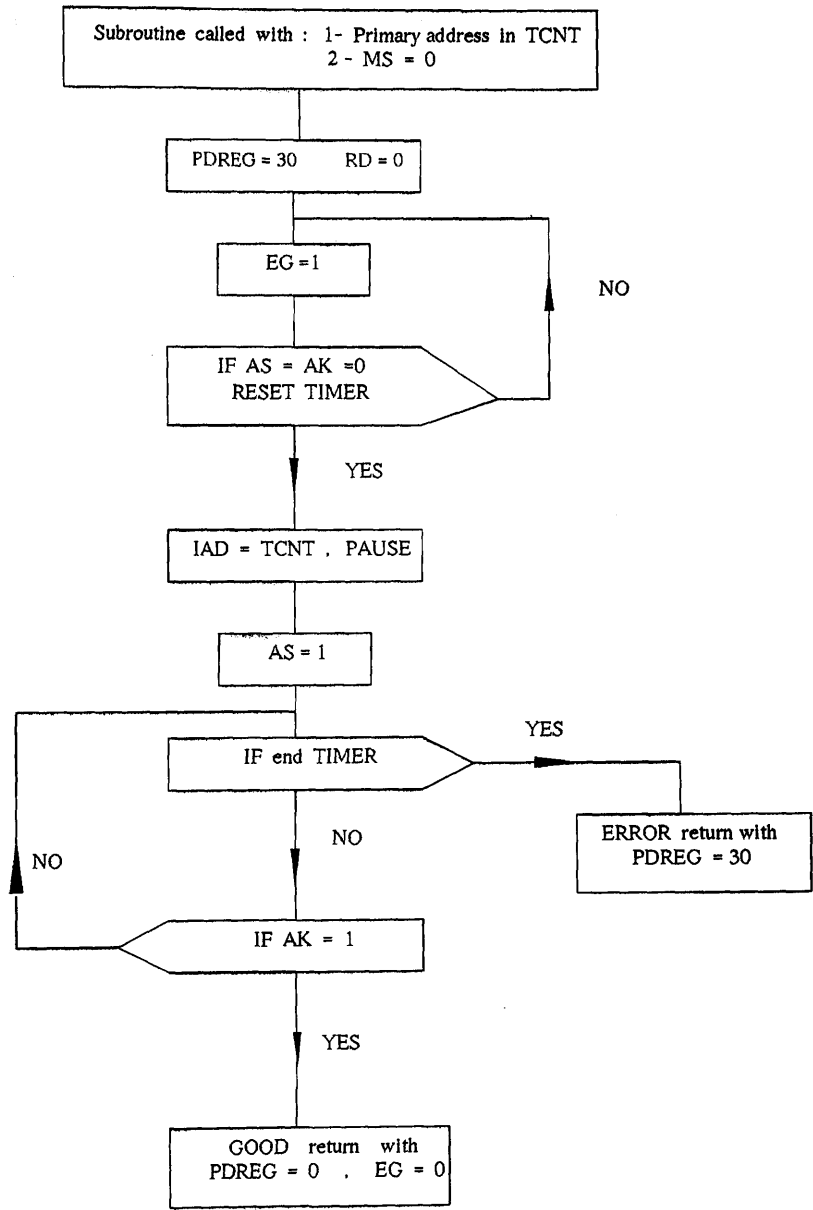 Subroutine called with : 1- Primary address in TCNT
2 - MS = 0
PDREG = 30 RD = 0
EG = 1
NO
IF AS = AK =0
RESET TIMER
YES
IAD = TCNT , PAUSE
AS = 1
YES
IF end TIMER
NO
ERROR return with
PDREG = 30
NO
IF AK = 1
YES
GOOD return with
PDREG = 0 , EG = 0